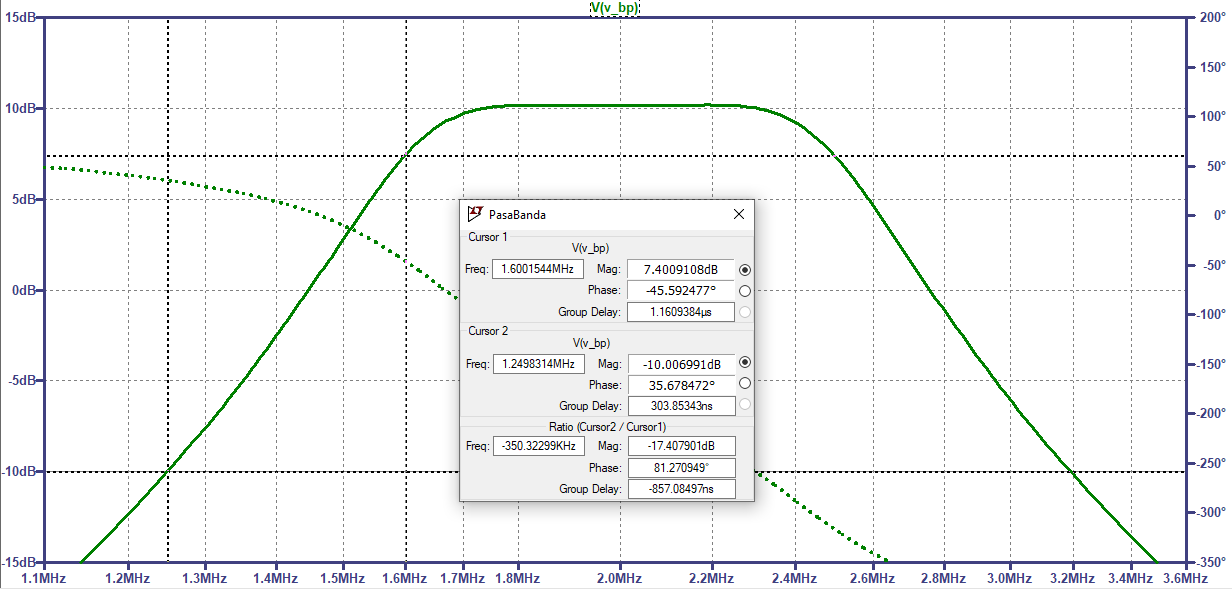 V(v_bp)
15dB
10dB
5dB
0dB
-5dB
-10dB
-15dB
200°
150°
100°
50°
0°
-50°
-100°
-150°
-200°
-250°
-300°
-350°
PasaBanda
Cursor 1
V(v_bp)
Freq: 1.6001544MHz Mag: 7.4009108dB
Phase: -45.592477°
Group Delay: 1.1609384µs
Cursor 2
V(v_bp)
Freq: 1.2498314MHz Mag: -10.006991dB
Phase: 35.678472°
Group Delay: 303.85343ns
Ratio (Cursor2 / Cursor1)
Freq: -350.32299KHz Mag: -17.407901dB
Phase: 81.270949°
Group Delay: -857.08497ns
1.1MHz 1.2MHz 1.3MHz 1.4MHz 1.5MHz 1.6MHz 1.7MHz 1.8MHz 2.0MHz 2.2MHz 2.4MHz 2.6MHz 2.8MHz 3.0MHz 3.2MHz 3.4MHz 3.6MHz